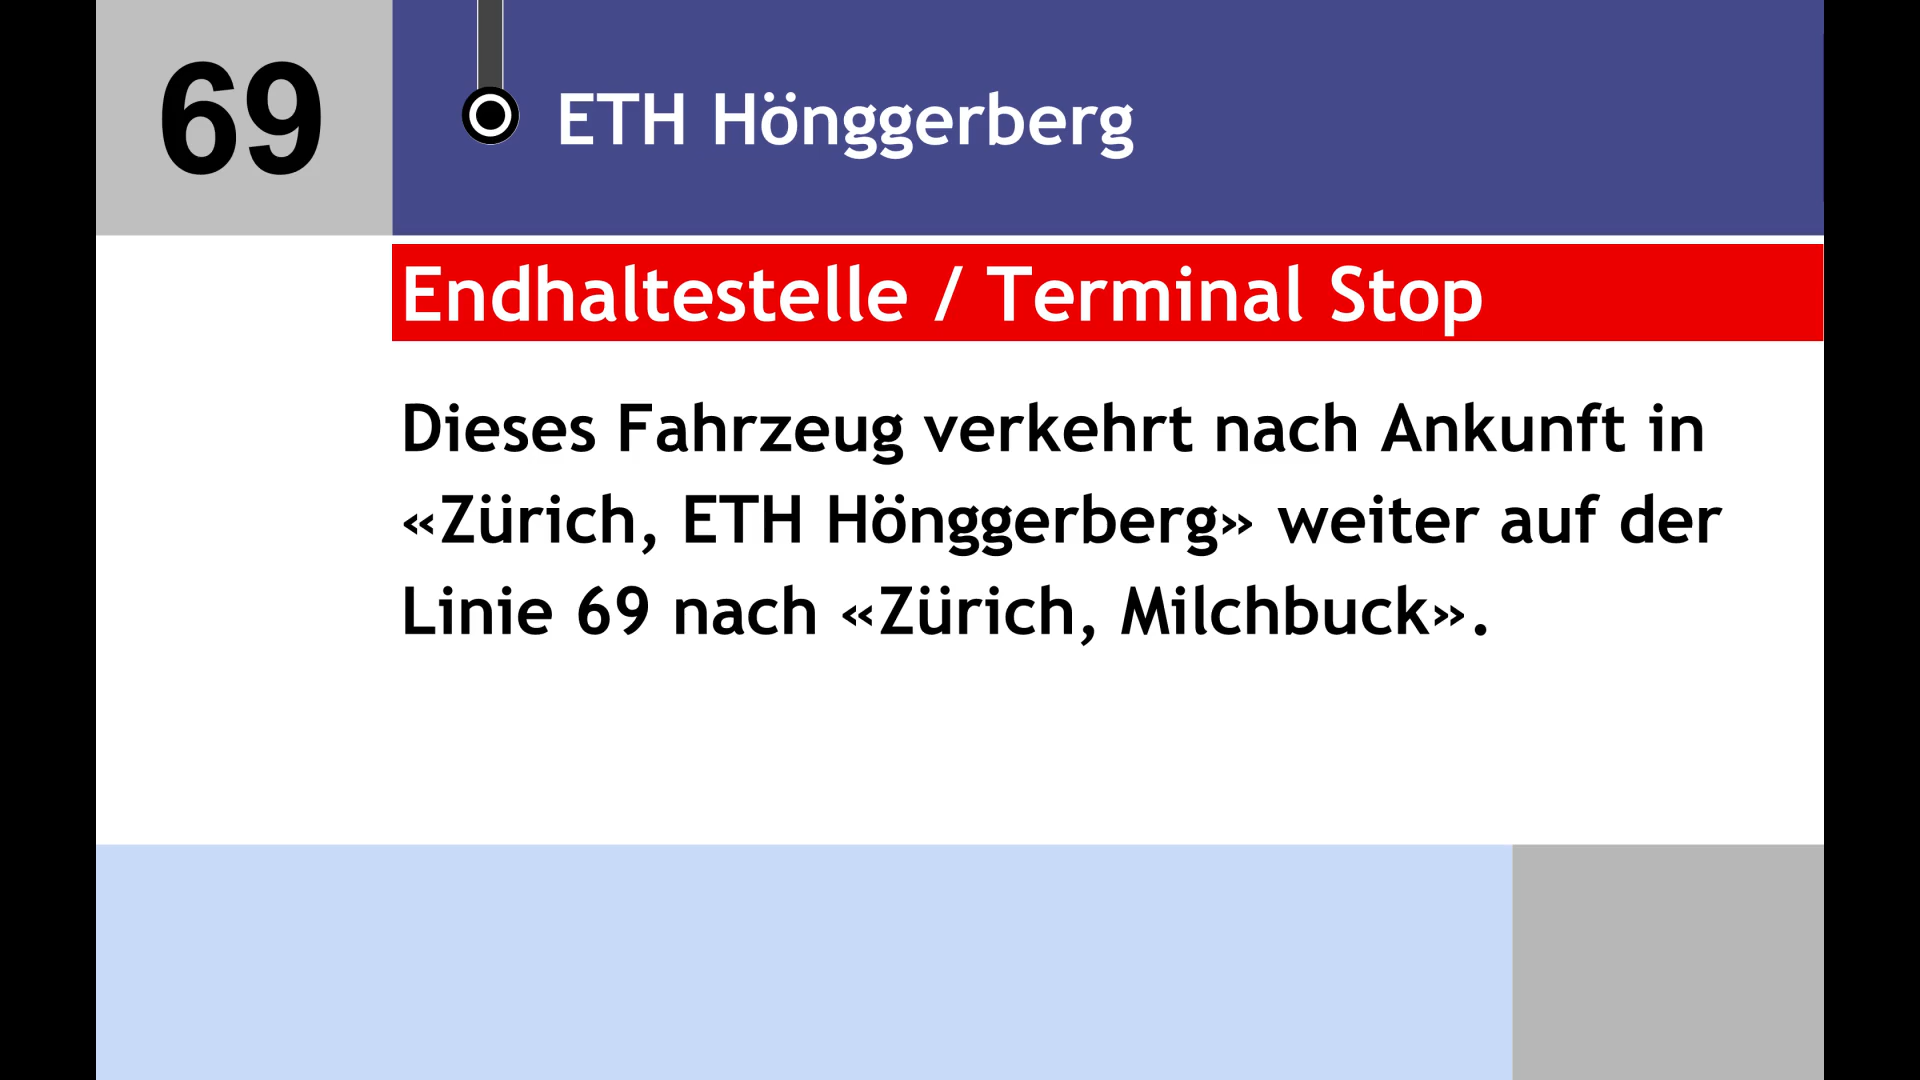 69
ETH Hönggerberg
Endhaltestelle / Terminal Stop
Dieses Fahrzeug verkehrt nach Ankunft in
«Zürich, ETH Hönggerberg» weiter auf der
Linie 69 nach «Zürich, Milchbuck».